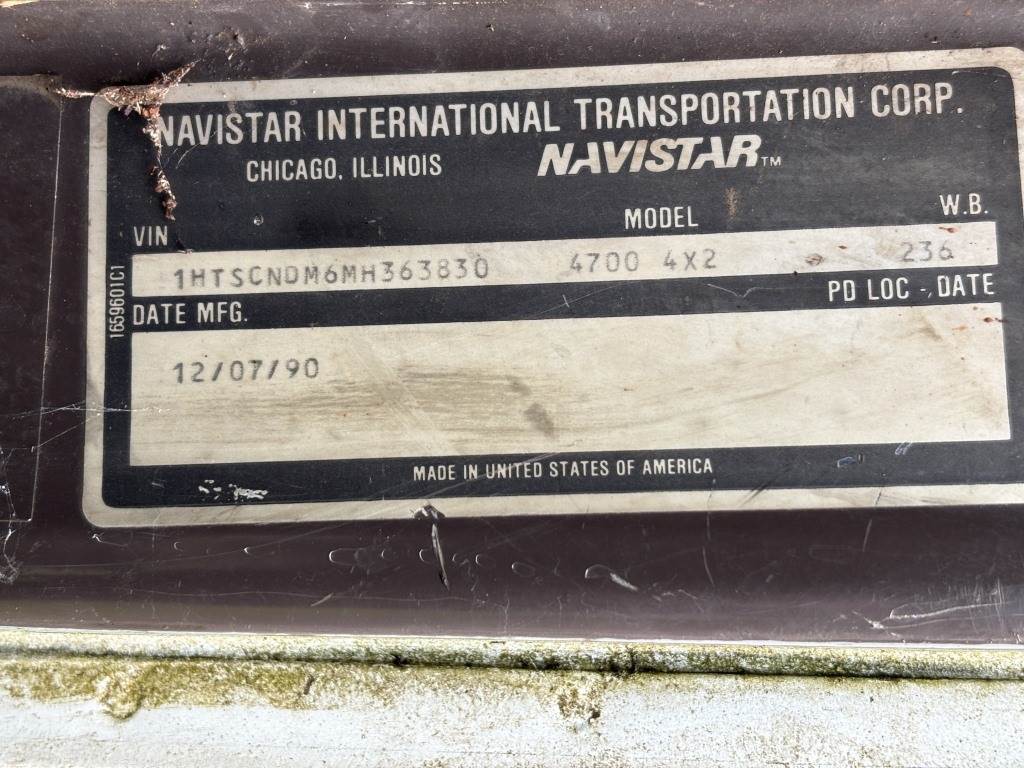 NAVISTAR INTERNATIONAL TRANSPORTATION CORP.
CHICAGO, ILLINOIS NAVISTAR™
VIN MODEL W.B.
1HTSCNDM6MH363830 4700 4X2 236
DATE MFG. PD LOC - DATE
12/07/90
MADE IN UNITED STATES OF AMERICA
1659601C1